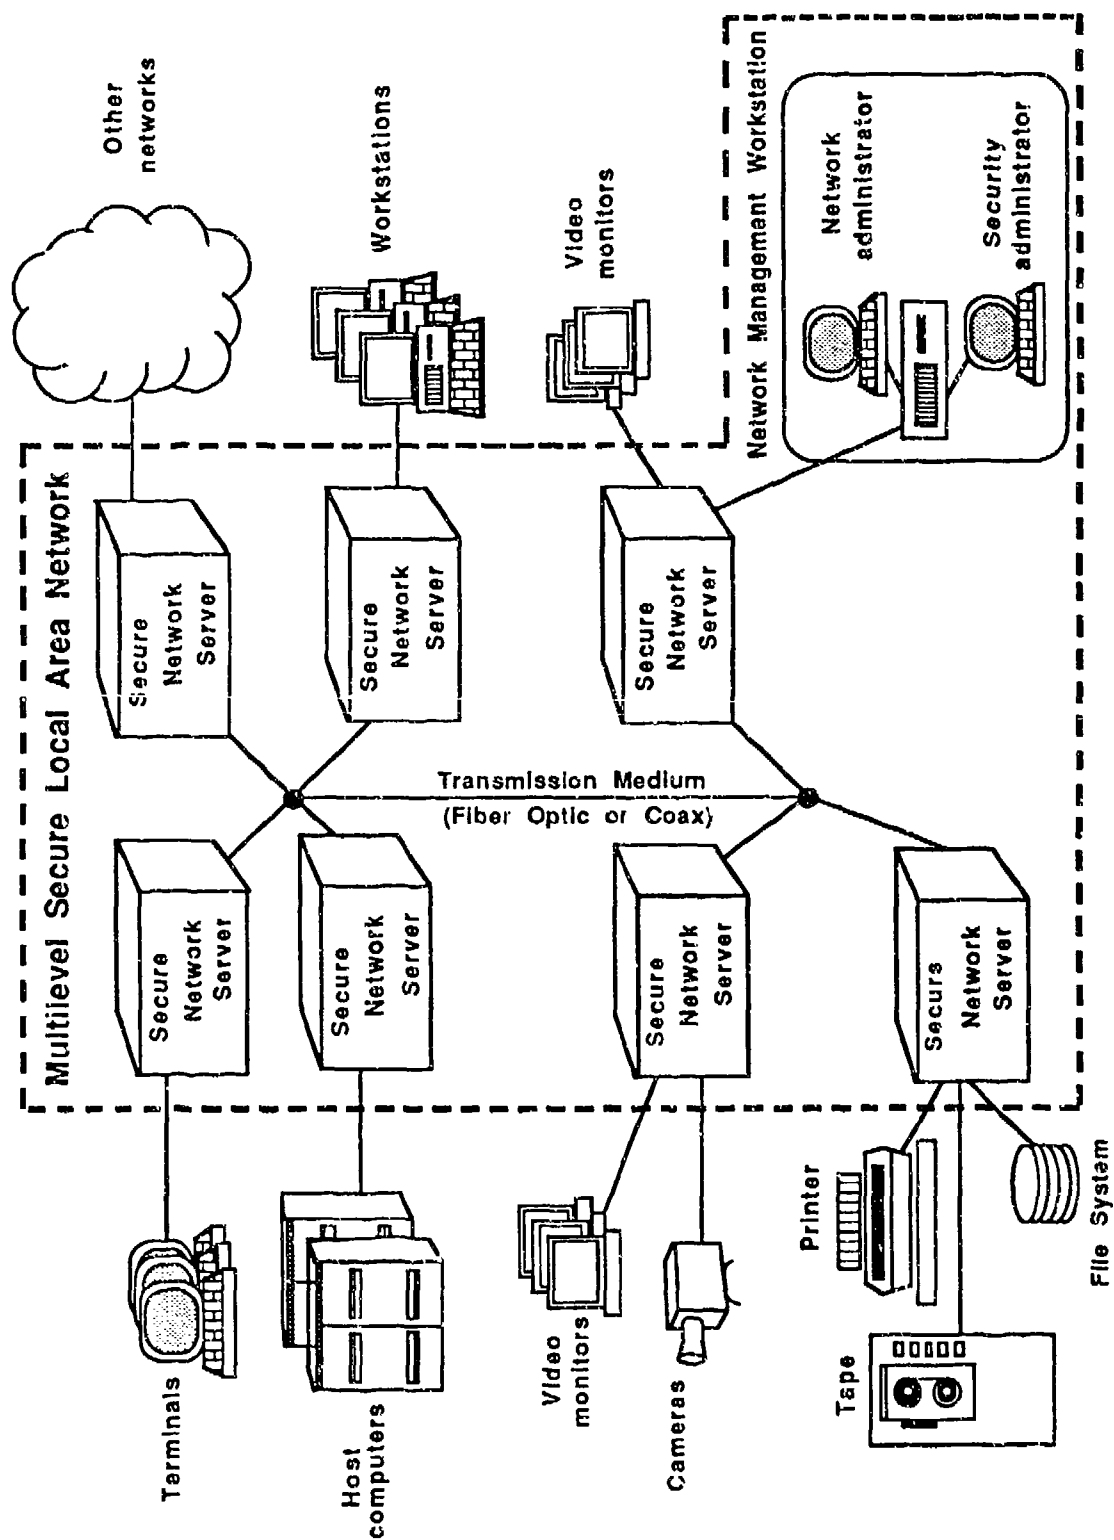 Multilevel Secure Local Area Network
Other
networks
Secure
Network
Server
Secure
Network
Server
Terminals
Workstations
Secure
Network
Server
Secure
Network
Server
Host
computers
Transmission Medium
(Fiber Optic or Coax)
Video
monitors
Secure
Network
Server
Secure
Network
Server
Video
monitors
Cameras
Network Management Workstation
Network
administrator
Security
administrator
Securs
Network
Server
Printer
Tape
File System